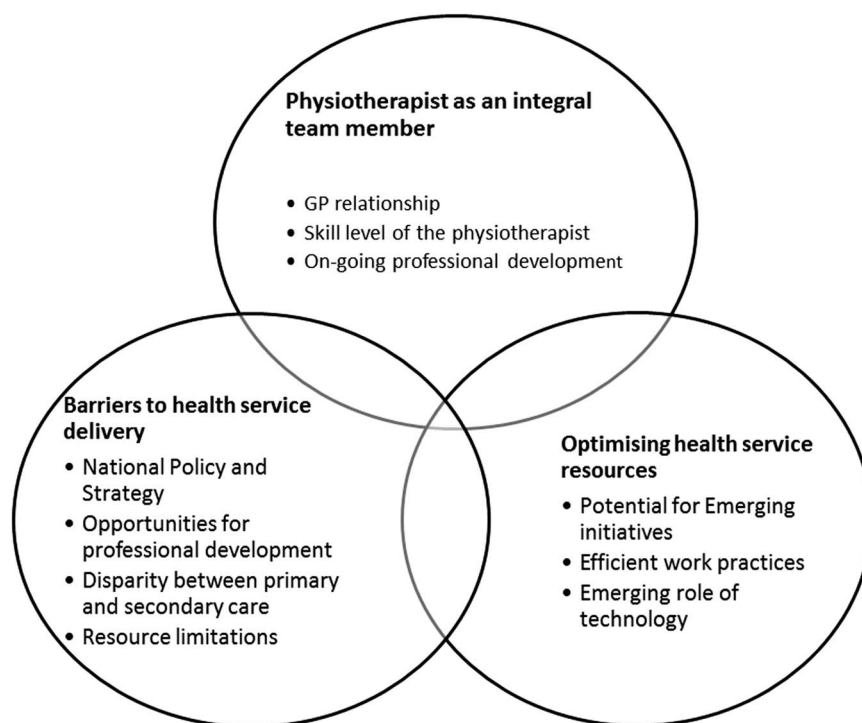 Physiotherapist as an integral
team member
• GP relationship
• Skill level of the physiotherapist
• On-going professional development
Barriers to health service
delivery
• National Policy and
Strategy
• Opportunities for
professional development
• Disparity between primary
and secondary care
• Resource limitations
Optimising health service
resources
• Potential for Emerging
initiatives
• Efficient work practices
• Emerging role of
technology